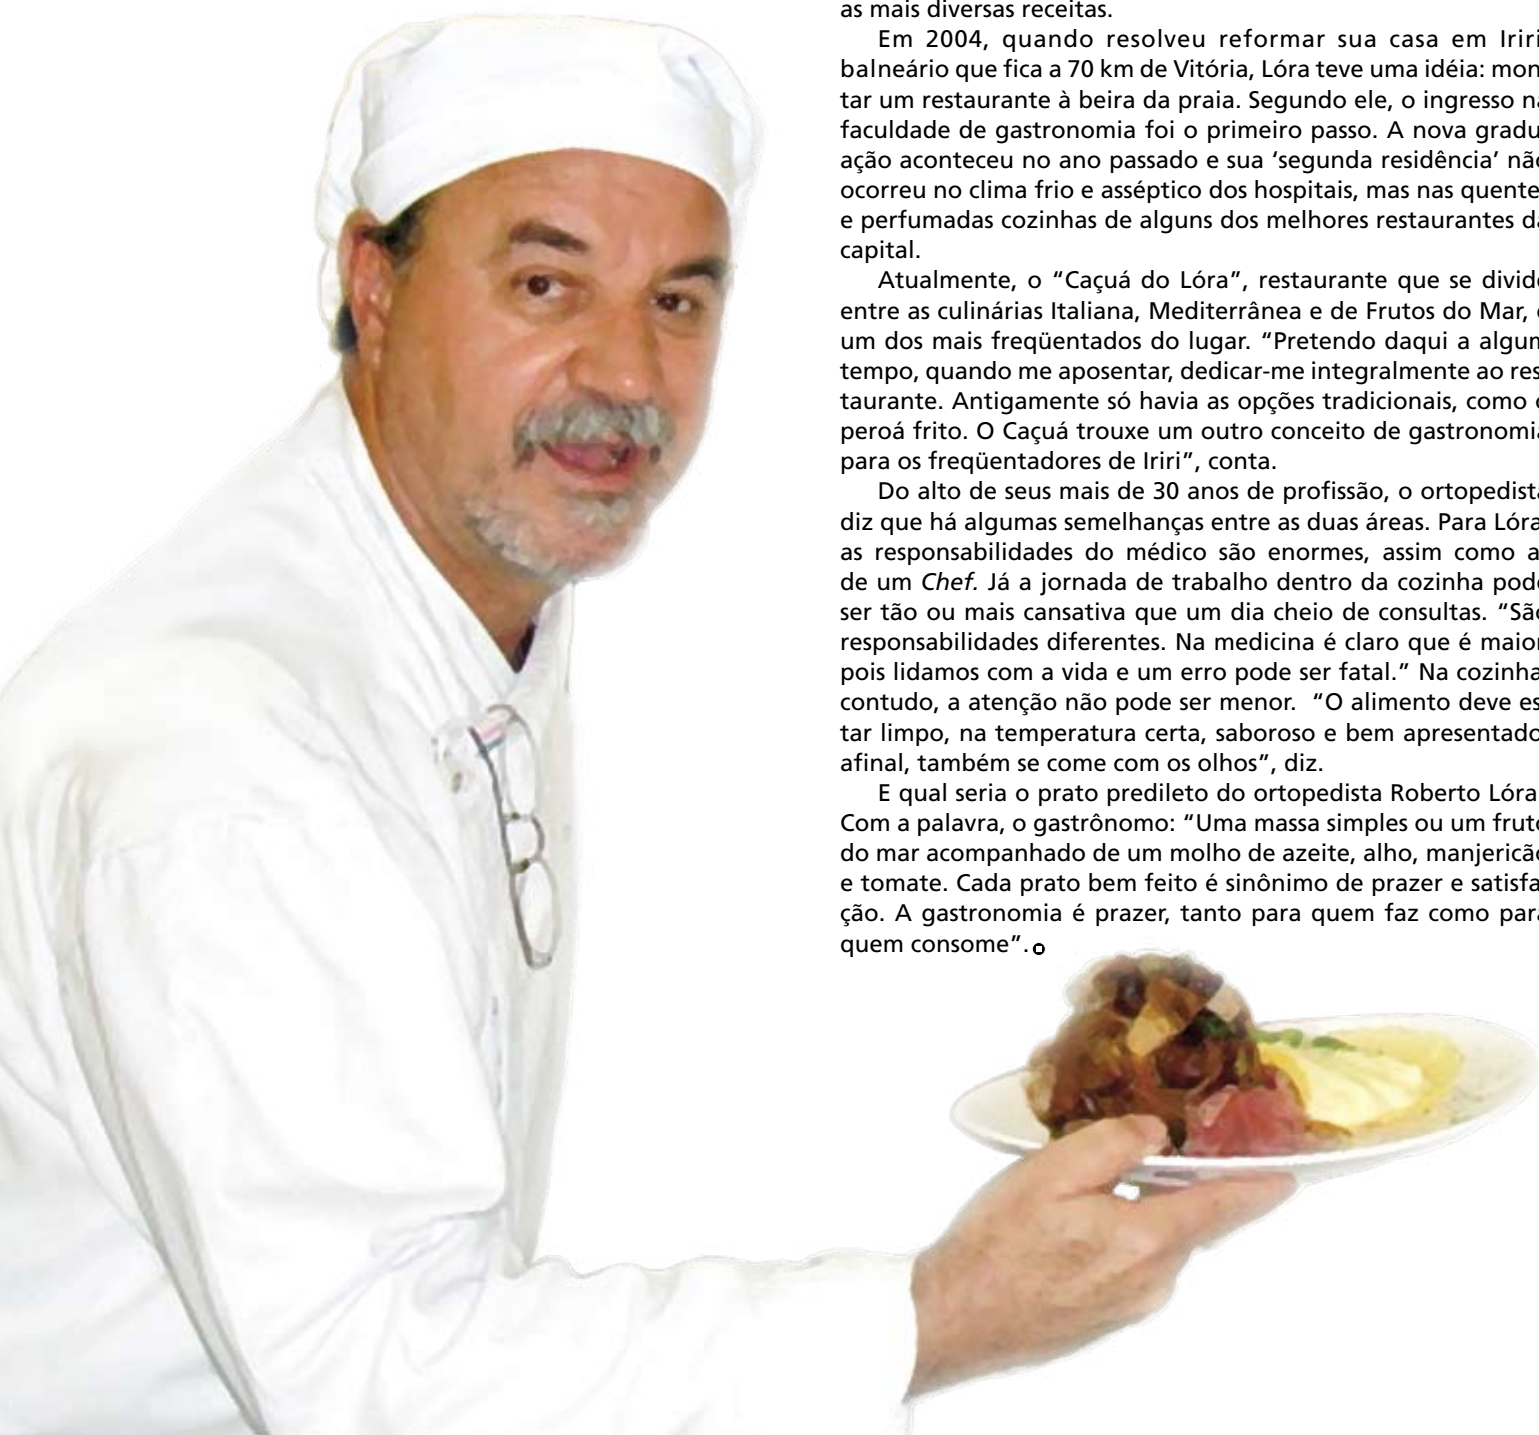 as mais diversas receitas.
Em 2004, quando resolveu reformar sua casa em Iriri
balneário que fica a 70 km de Vitória, Lóra teve uma idéia: mon
tar um restaurante à beira da praia. Segundo ele, o ingresso n
faculdade de gastronomia foi o primeiro passo. A nova gradu
ação aconteceu no ano passado e sua ‘segunda residência’ não
ocorreu no clima frio e asséptico dos hospitais, mas nas quente
e perfumadas cozinhas de alguns dos melhores restaurantes d
capital.
Atualmente, o “Caçuá do Lóra”, restaurante que se divid
entre as culinárias Italiana, Mediterrânea e de Frutos do Mar,
um dos mais freqüentados do lugar. “Pretendo daqui a algum
tempo, quando me aposentar, dedicar-me integralmente ao res
taurante. Antigamente só havia as opções tradicionais, como o
peroá frito. O Caçuá trouxe um outro conceito de gastronomia
para os freqüentadores de Iriri”, conta.
Do alto de seus mais de 30 anos de profissão, o ortopedista
diz que há algumas semelhanças entre as duas áreas. Para Lóra
as responsabilidades do médico são enormes, assim como a
de um Chef. Já a jornada de trabalho dentro da cozinha pod
ser tão ou mais cansativa que um dia cheio de consultas. “São
responsabilidades diferentes. Na medicina é claro que é maior
pois lidamos com a vida e um erro pode ser fatal.” Na cozinha
contudo, a atenção não pode ser menor. “O alimento deve es
tar limpo, na temperatura certa, saboroso e bem apresentado
afinal, também se come com os olhos”, diz.
E qual seria o prato predileto do ortopedista Roberto Lóra
Com a palavra, o gastrônomo: “Uma massa simples ou um fruto
do mar acompanhado de um molho de azeite, alho, manjericão
e tomate. Cada prato bem feito é sinônimo de prazer e satisfa
ção. A gastronomia é prazer, tanto para quem faz como para
quem consome”.